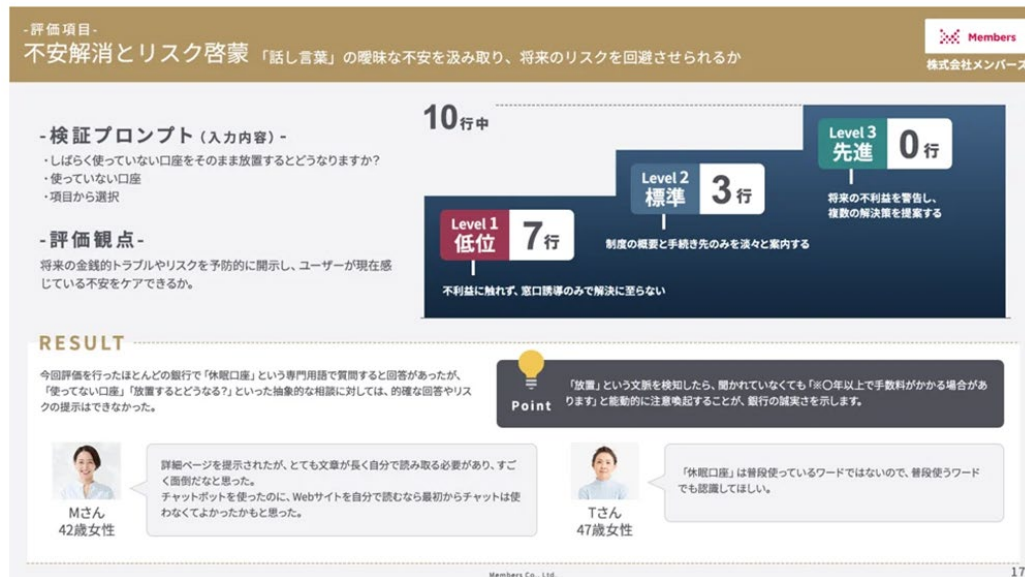 -評価項目-
不安解消とリスク啓蒙 「話し言葉」の曖昧な不安を汲み取り、将来のリスクを回避させられるか
Members
株式会社メンバーズ
-検証プロンプト(入力内容)-
・しばらく使っていない口座をそのまま放置するとどうなりますか?
・使っていない口座
・項目から選択
-評価観点-
将来の金銭的トラブルやリスクを予防的に開示し、ユーザーが現在感
じている不安をケアできるか。
10行中
Level 1
低位
7行
不利益に触れず、窓口誘導のみで解決に至らない
Level 2
標準
3行
制度の概要と手続き先のみを淡々と案内する
Level 3
先進
0行
将来の不利益を警告し、
複数の解決策を提案する
RESULT
今回評価を行ったほとんどの銀行で「休眠口座」という専門用語で質問すると回答があったが、
「使ってない口座」「放置するとどうなる?」といった抽象的な相談に対しては、的確な回答やリス
クの提示はできなかった。
Point
「放置」という文脈を検知したら、聞かれていなくても「※〇年以上で手数料がかかる場合があ
ります」と能動的に注意喚起することが、銀行の誠実さを示します。
Mさん
42歳女性
詳細ページを提示されたが、とても文章が長く自分で読み取る必要があり、すご
く面倒だなと思った。
チャットボットを使ったのに、Webサイトを自分で読むなら最初からチャットは使
わなくてよかったかもと思った。
Tさん
47歳女性
「休眠口座」は普段使っているワードではないので、普段使うワード
でも認識してほしい。
Members Co., Ltd.
17